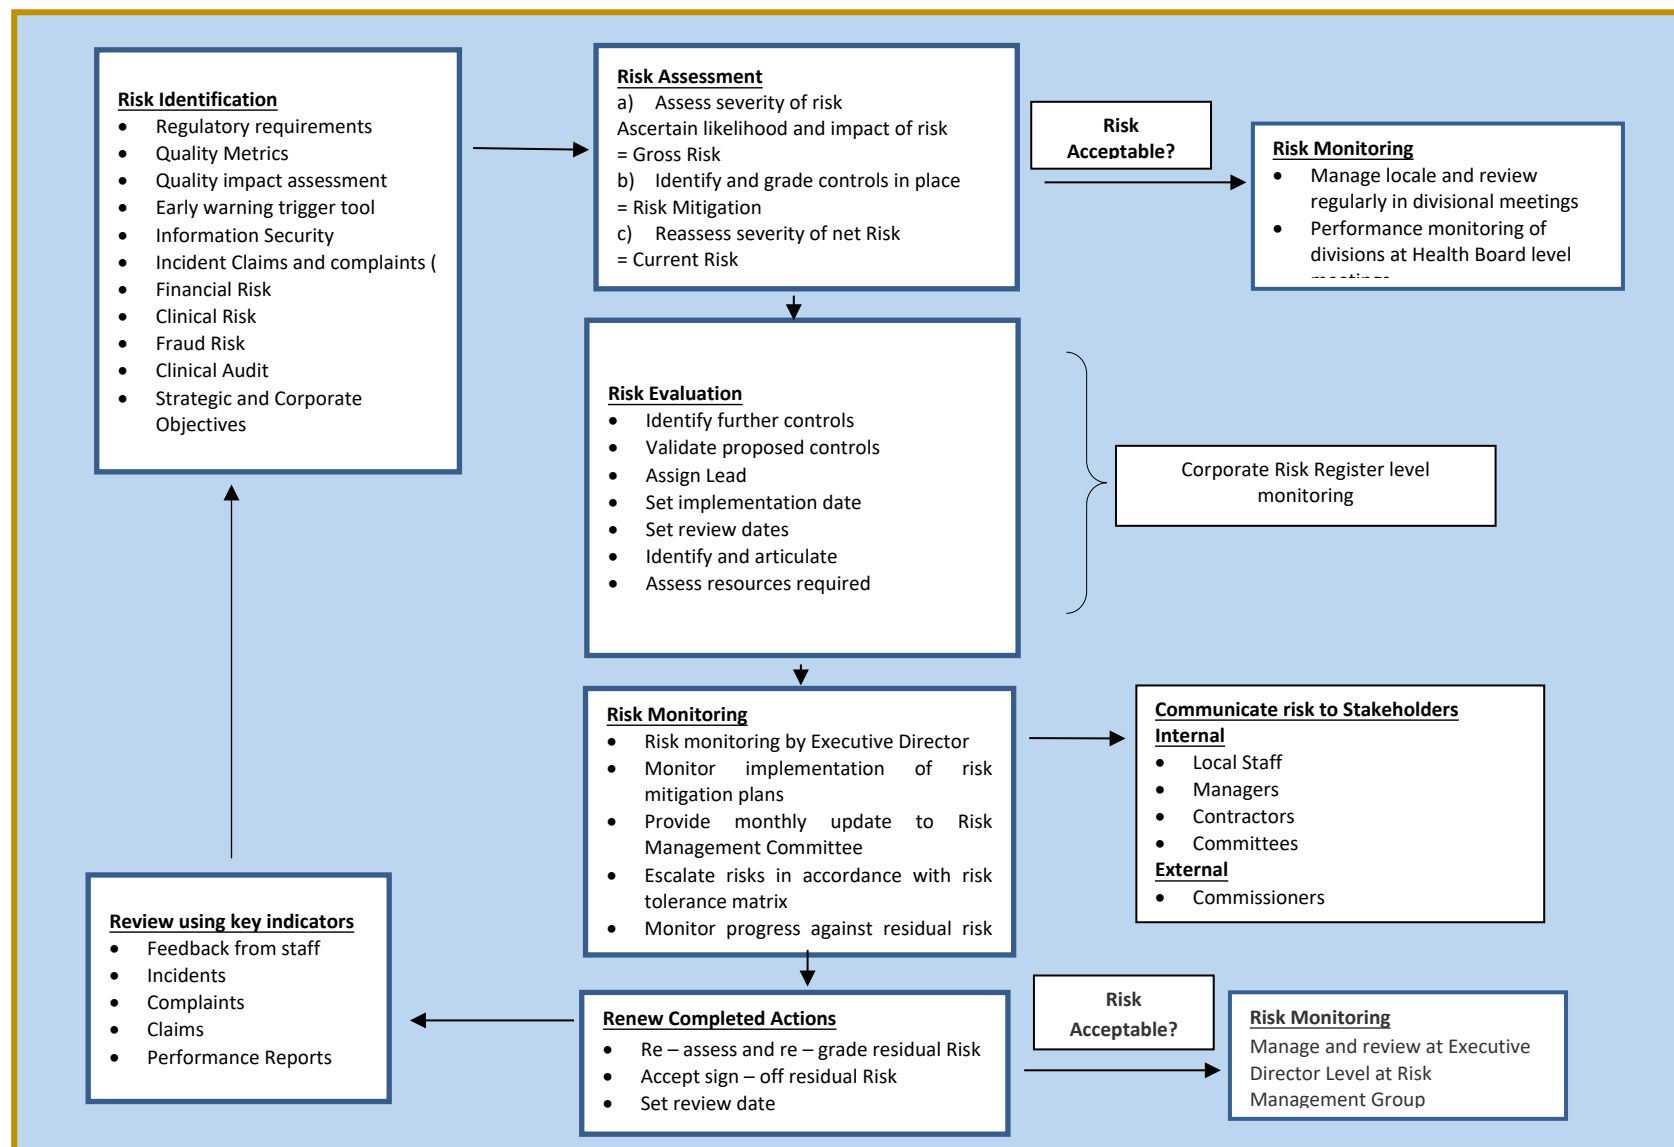 Risk Identification
• Regulatory requirements
• Quality Metrics
• Quality impact assessment
• Early warning trigger tool
• Information Security
• Incident Claims and complaints (
• Financial Risk
• Clinical Risk
• Fraud Risk
• Clinical Audit
• Strategic and Corporate
Objectives
Risk Assessment
a) Assess severity of risk
Ascertain likelihood and impact of risk
= Gross Risk
b) Identify and grade controls in place
= Risk Mitigation
c) Reassess severity of net Risk
= Current Risk
Risk
Acceptable?
Risk Monitoring
• Manage locale and review
regularly in divisional meetings
• Performance monitoring of
divisions at Health Board level
meetings
Risk Evaluation
• Identify further controls
• Validate proposed controls
• Assign Lead
• Set implementation date
• Set review dates
• Identify and articulate
• Assess resources required
Corporate Risk Register level
monitoring
Risk Monitoring
• Risk monitoring by Executive Director
• Monitor implementation of risk
mitigation plans
• Provide monthly update to Risk
Management Committee
• Escalate risks in accordance with risk
tolerance matrix
• Monitor progress against residual risk
Communicate risk to Stakeholders
Internal
• Local Staff
• Managers
• Contractors
• Committees
External
• Commissioners
Review using key indicators
• Feedback from staff
• Incidents
• Complaints
• Claims
• Performance Reports
Renew Completed Actions
• Re – assess and re – grade residual Risk
• Accept sign – off residual Risk
• Set review date
Risk
Acceptable?
Risk Monitoring
Manage and review at Executive
Director Level at Risk
Management Group